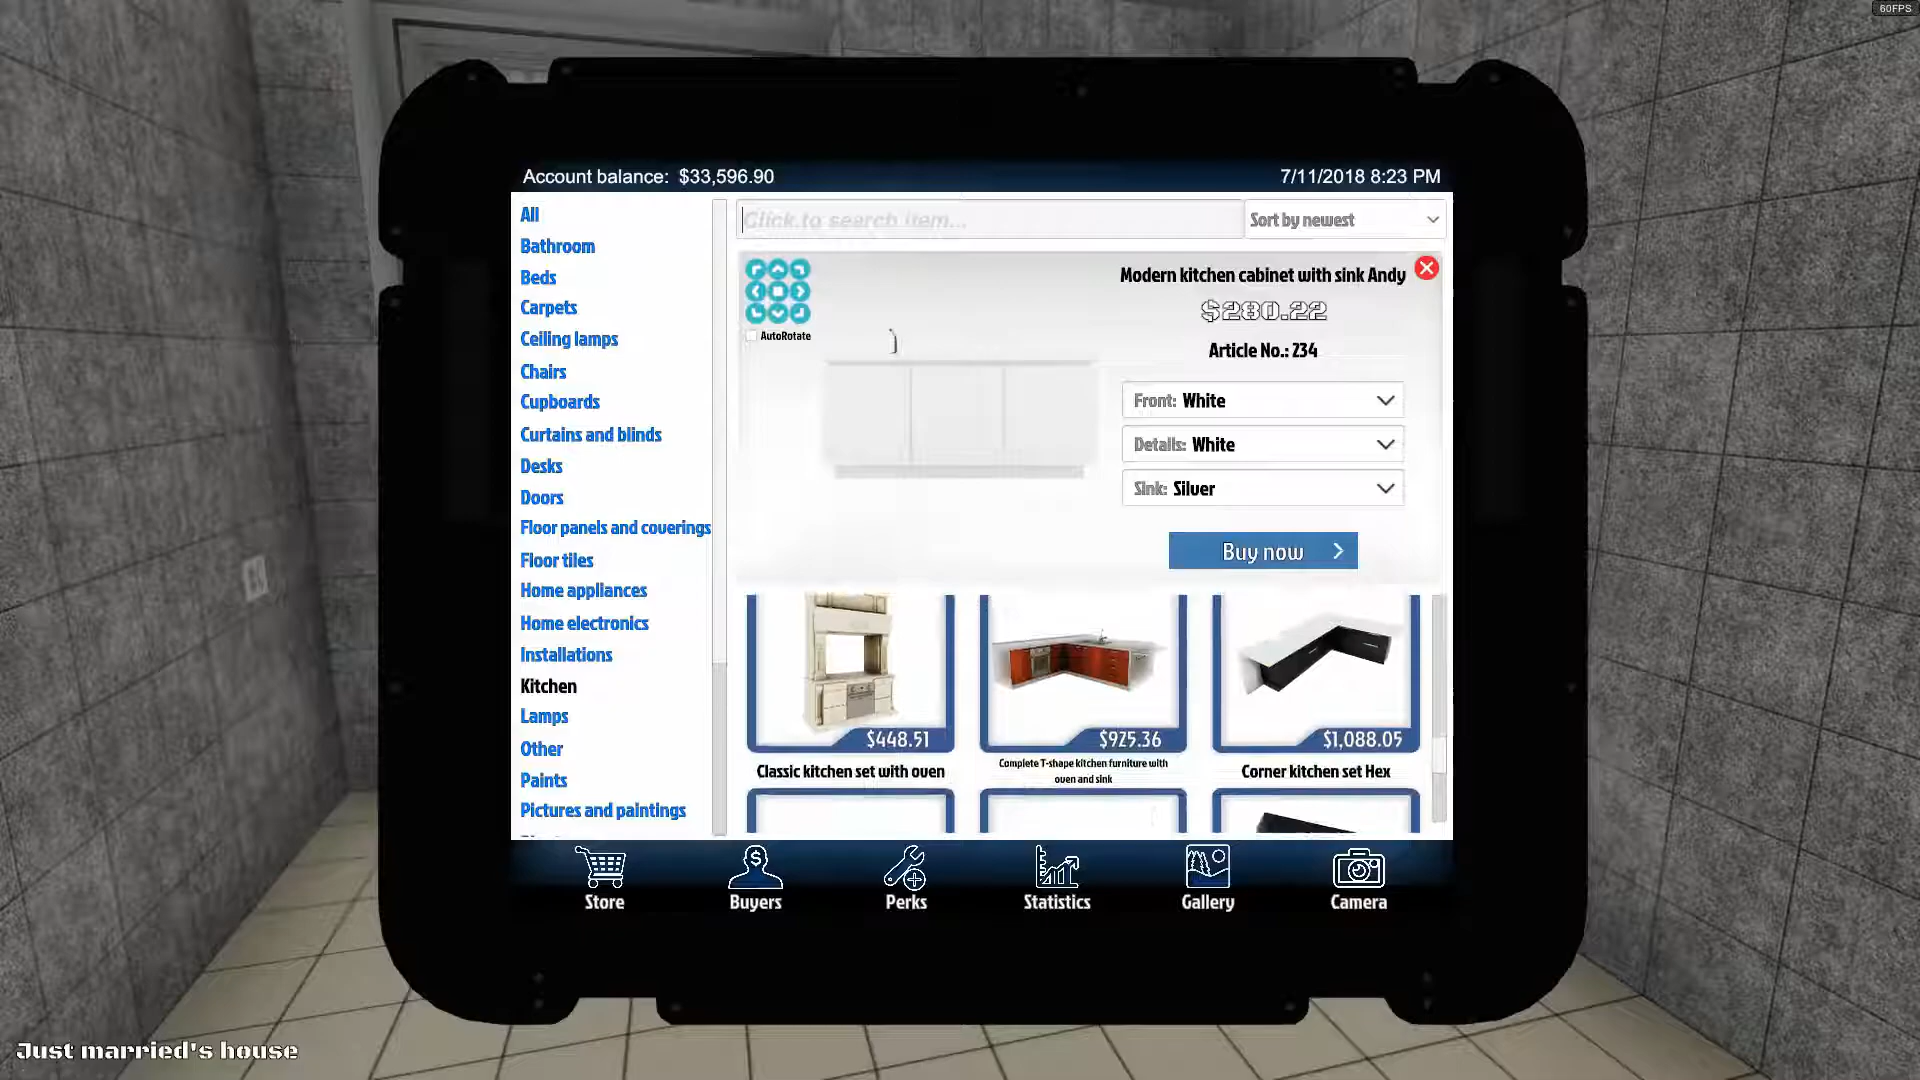 60FPS
Account balance: $33,596.90
7/11/2018 8:23 PM
All
Bathroom
Beds
Carpets
Ceiling lamps
Chairs
Cupboards
Curtains and blinds
Desks
Doors
Floor panels and coverings
Floor tiles
Home appliances
Home electronics
Installations
Kitchen
Lamps
Other
Paints
Pictures and paintings
Click to search item...
Sort by newest
AutoRotate
Modern kitchen cabinet with sink Andy
$280.22
Article No.: 234
Front: White
Details: White
Sink: Silver
Buy now
$448.51
Classic kitchen set with oven
$925.36
Complete T-shape kitchen furniture with
oven and sink
$1,088.05
Corner kitchen set Hex
Store
Buyers
Perks
Statistics
Gallery
Camera
Just married's house